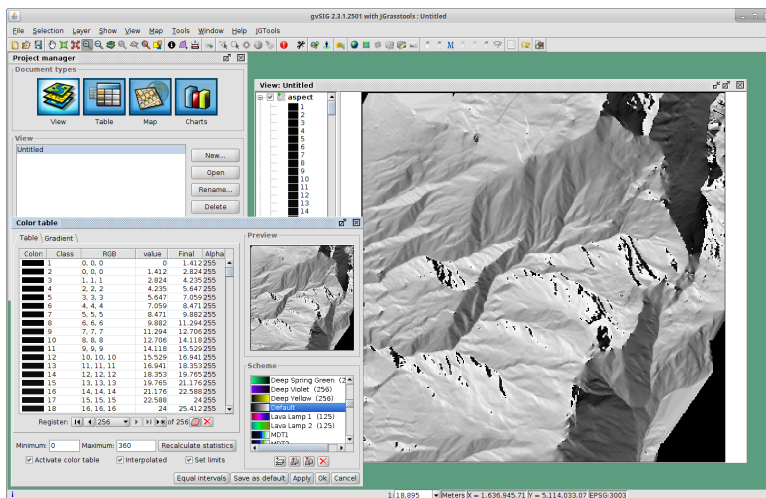 gvSIG 2.3.1.2501 with JGrasstools : Untitled
File Selection Layer Show View Map Tools Window Help JGTools
Project manager
Document types
View Table Map Charts
View
Untitled
New...
Open
Rename...
Delete
View: Untitled
aspect
1
2
3
4
5
6
7
8
9
10
11
12
13
14
Color table
Table Gradient
Color: Class RGB value Final Alpha
1 0, 0, 0 0 1.412 255
2 0, 0, 0 1.412 2.824 255
3 1, 1, 1 2.824 4.235 255
4 2, 2, 2 4.235 5.647 255
5 3, 3, 3 5.647 7.059 255
6 4, 4, 4 7.059 8.471 255
7 5, 5, 5 8.471 9.882 255
8 6, 6, 6 9.882 11.294 255
9 7, 7, 7 11.294 12.706 255
10 8, 8, 8 12.706 14.118 255
11 9, 9, 9 14.118 15.529 255
12 10, 10, 10 15.529 16.941 255
13 11, 11, 11 16.941 18.353 255
14 12, 12, 12 18.353 19.765 255
15 13, 13, 13 19.765 21.176 255
16 14, 14, 14 21.176 22.588 255
17 15, 15, 15 22.588 24 255
18 16, 16, 16 24 25.412 255
Register: 256 of 256
Minimum: 0 Maximum: 360 Recalculate statistics
Activate color table Interpolated Set limits
Preview
Scheme
Deep Spring Green (2
Deep Violet (256)
Deep Yellow (256)
Default
Lava Lamp 1 (125)
Lava Lamp 2 (125)
MDT1
MDT2
Equal intervals Save as default Apply Ok Cancel
1: 18.895 Meters X = 1.636.945,71 Y = 5.114.033,07 EPSG:3003